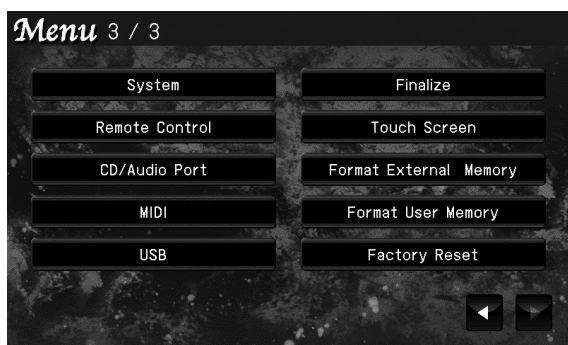 Menu 3 / 3
System
Remote Control
CD/Audio Port
MIDI
USB
Finalize
Touch Screen
Format External Memory
Format User Memory
Factory Reset